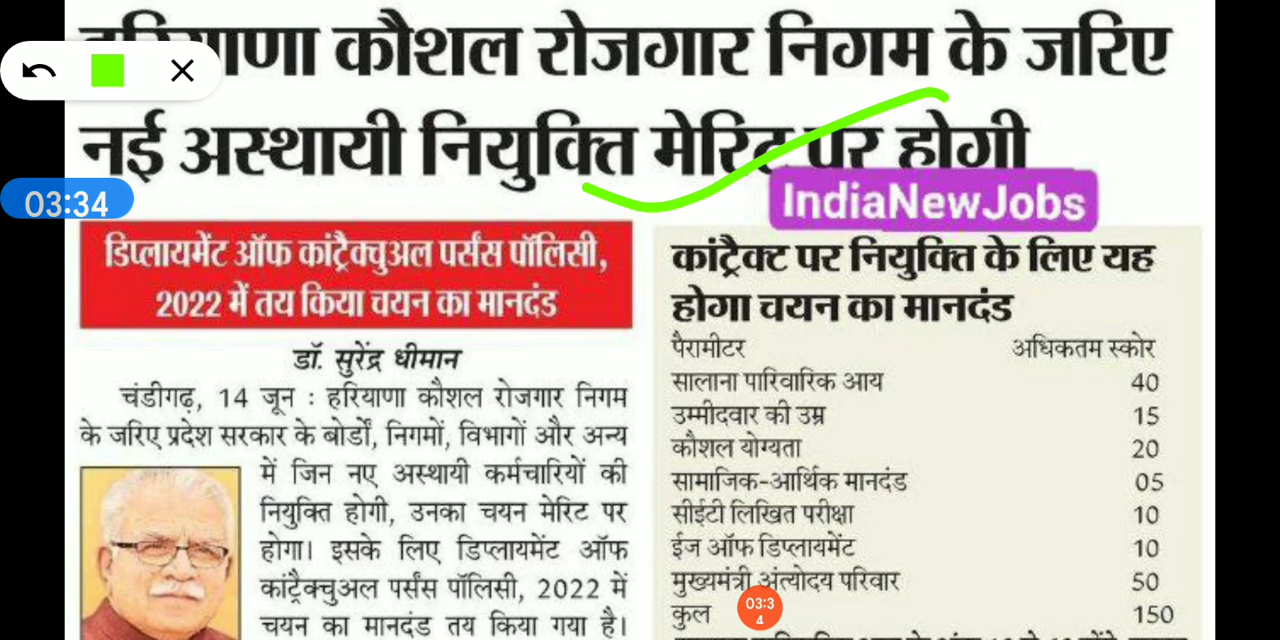 हरियाणा कौशल रोजगार निगम के जरिए
नई अस्थायी नियुक्ति मेरिट पर होगी
03:34
IndiaNewJobs
डिप्लायमेंट ऑफ कांट्रैक्चुअल पर्संस पॉलिसी,
2022 में तय किया चयन का मानदंड
डॉ. सुरेंद्र धीमान
चंडीगढ़, 14 जून : हरियाणा कौशल रोजगार निगम
के जरिए प्रदेश सरकार के बोर्डों, निगमों, विभागों और अन्य
में जिन नए अस्थायी कर्मचारियों की
नियुक्ति होगी, उनका चयन मेरिट पर
होगा। इसके लिए डिप्लायमेंट ऑफ
कांट्रैक्चुअल पर्संस पॉलिसी, 2022 में
चयन का मानदंड तय किया गया है।
कांट्रैक्ट पर नियुक्ति के लिए यह
होगा चयन का मानदंड
पैरामीटर अधिकतम स्कोर
सालाना पारिवारिक आय 40
उम्मीदवार की उम्र 15
कौशल योग्यता 20
सामाजिक-आर्थिक मानदंड 05
सीईटी लिखित परीक्षा 10
ईज ऑफ डिप्लायमेंट 10
मुख्यमंत्री अंत्योदय परिवार 50
कुल 150
03:3
4